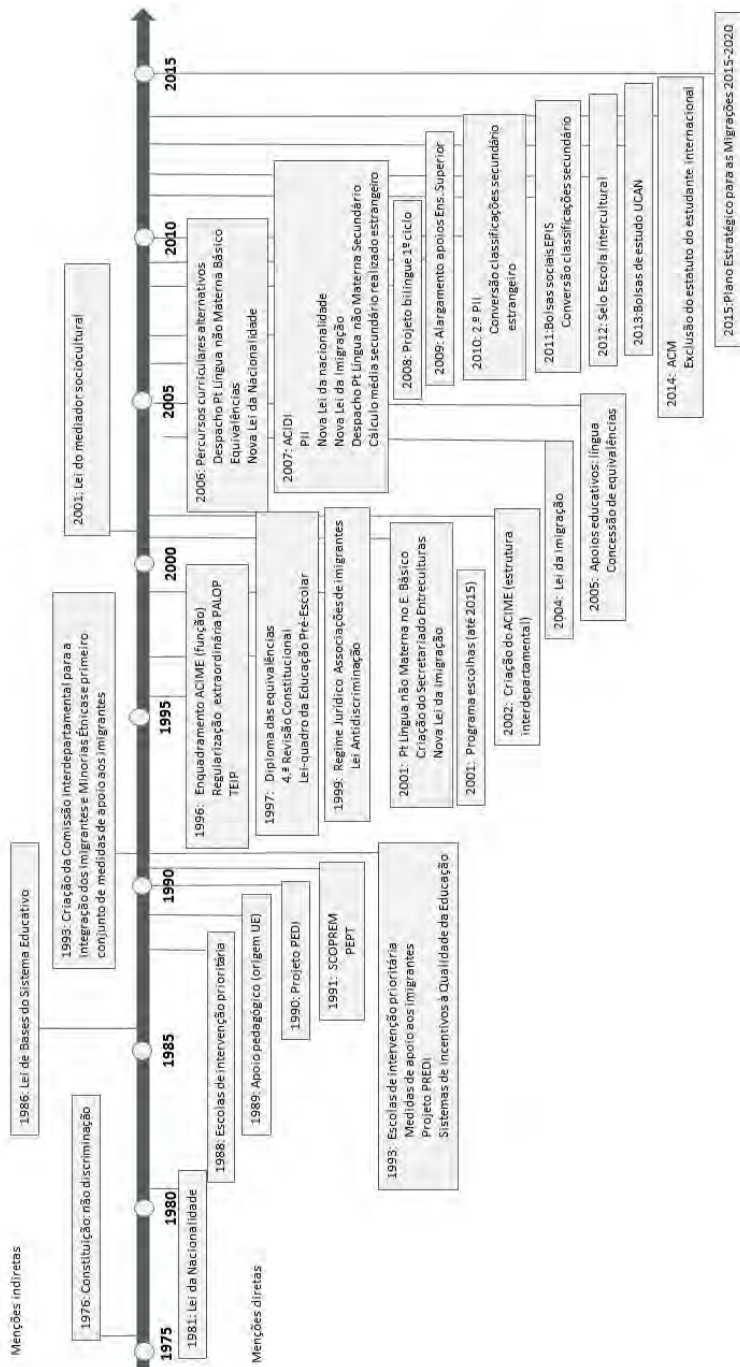 Menções indiretas
1976: Constituição: não discriminação
1986: Lei de Bases do Sistema Educativo
1993: Criação da Comissão Interdepartamental para a
Integração dos imigrantes e Minorias Étnicas e primeiro
conjunto de medidas de apoio aos imigrantes
2001: Lei do mediador sociocultural
1975
1980
1985
1990
1995
2000
2005
2010
2015
Menções diretas
1981: Lei da Nacionalidade
1988: Escolas de intervenção prioritária
1989: Apoio pedagógico (origem UE)
1990: Projeto PEDI
1991: SCOPREM
PEPT
1993: Escolas de intervenção prioritária
Medidas de apoio aos imigrantes
Projeto PREDI
Sistemas de Incentivos à Qualidade da Educação
1996: Enquadramento ACIME (função)
Regularização extraordinária PALOP
TEIP
1997: Diploma das equivalências
4.ª Revisão Constitucional
Lei-quadro da Educação Pré-Escolar
1999: Regime Jurídico Associações de imigrantes
Lei Antidiscriminação
2001: Pt Língua não Materna no E. Básico
Criação do Secretariado Entreculturas
Nova Lei da Imigração
2001: Programa escolhas (até 2015)
2002: Criação do ACIME (estrutura
interdepartamental)
2004: Lei da Imigração
2005: Apoios educativos: língua
Concessão de equivalências
2006: Percursos curriculares alternativos
Despacho Pt Língua não Materna Básico
Equivalências
Nova Lei da Nacionalidade
2007: ACIDI
PII
Nova Lei da nacionalidade
Nova Lei da Imigração
Despacho Pt Língua não Materna Secundário
Cálculo média secundário realizado estrangeiro
2008: Projeto bilíngue 1º ciclo
2009: Alargamento apoios Ens. Superior
2010: 2.º PII
Conversão classificações secundário
estrangeiro
2011:Bolsas sociais EPIS
Conversão classificações secundário
2012: Selo Escola Intercultural
2013:Bolsas de estudo UCAN
2014: ACM
Exclusão do estatuto do estudante internacional
2015:Plano Estratégico para as Migrações 2015-2020